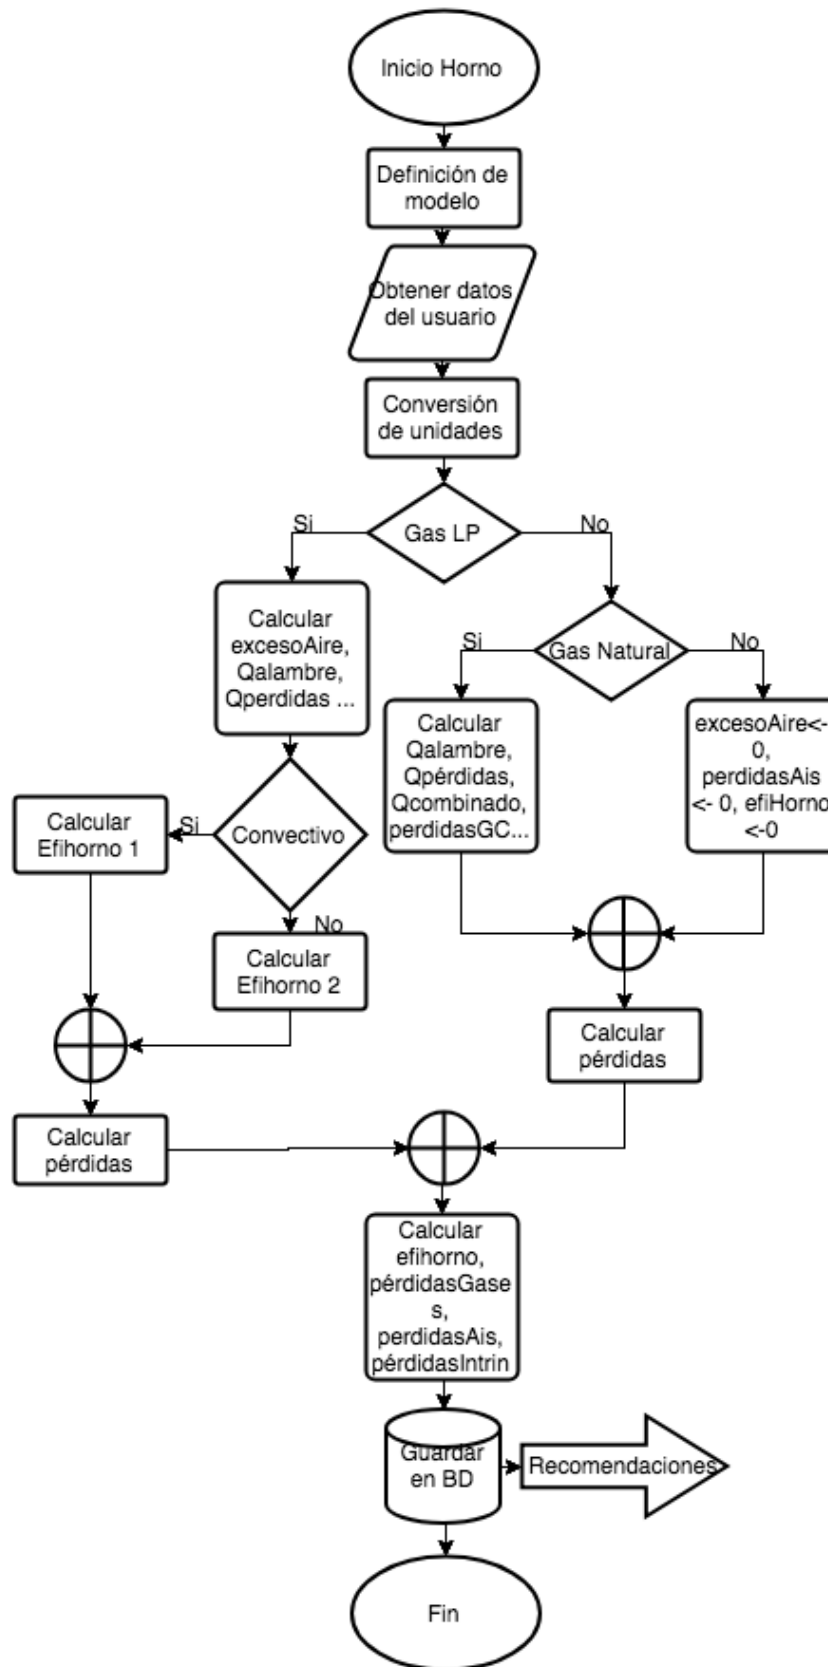 Inicio Horno
Definición de
modelo
Obtener datos
del usuario
Conversión
de unidades
Gas LP
Si
No
Calcular
excesoAire,
Qalambre,
Qperdidas ...
Gas Natural
Si
No
Calcular
Qalambre,
Qpérdidas,
Qcombinado,
perdidasGC...
excesoAire<-
0,
perdidasAis
<- 0, efiHorno
<-0
Convectivo
Si
No
Calcular
Efihorno 1
Calcular
Efihorno 2
Calcular
pérdidas
Calcular
pérdidas
Calcular
efihorno,
pérdidasGase
s,
perdidasAis,
pérdidasIntrin
Guardar
en BD
Recomendaciones
Fin